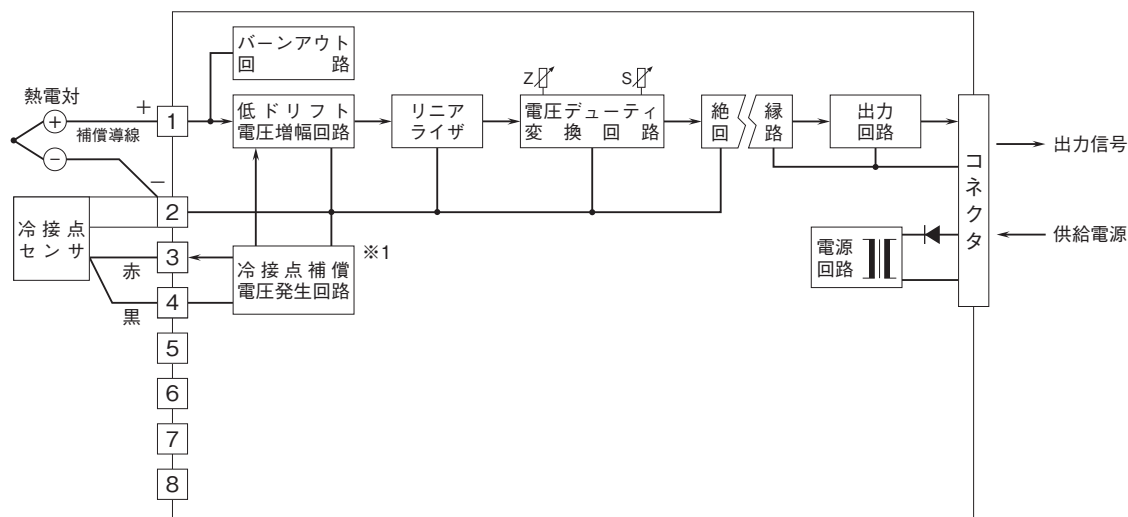 バーンアウト
回路
Z
S
熱電対
+
1
低ドリフト
電圧増幅回路
リニア
ライザ
電圧デューティ
変換回路
絶縁
回路
出力
回路
+
補償導線
−
−
コネクタ
出力信号
供給電源
2
冷接点
センサ
3
赤
※1
冷接点補償
電圧発生回路
電源
回路
4
黒
5
6
7
8